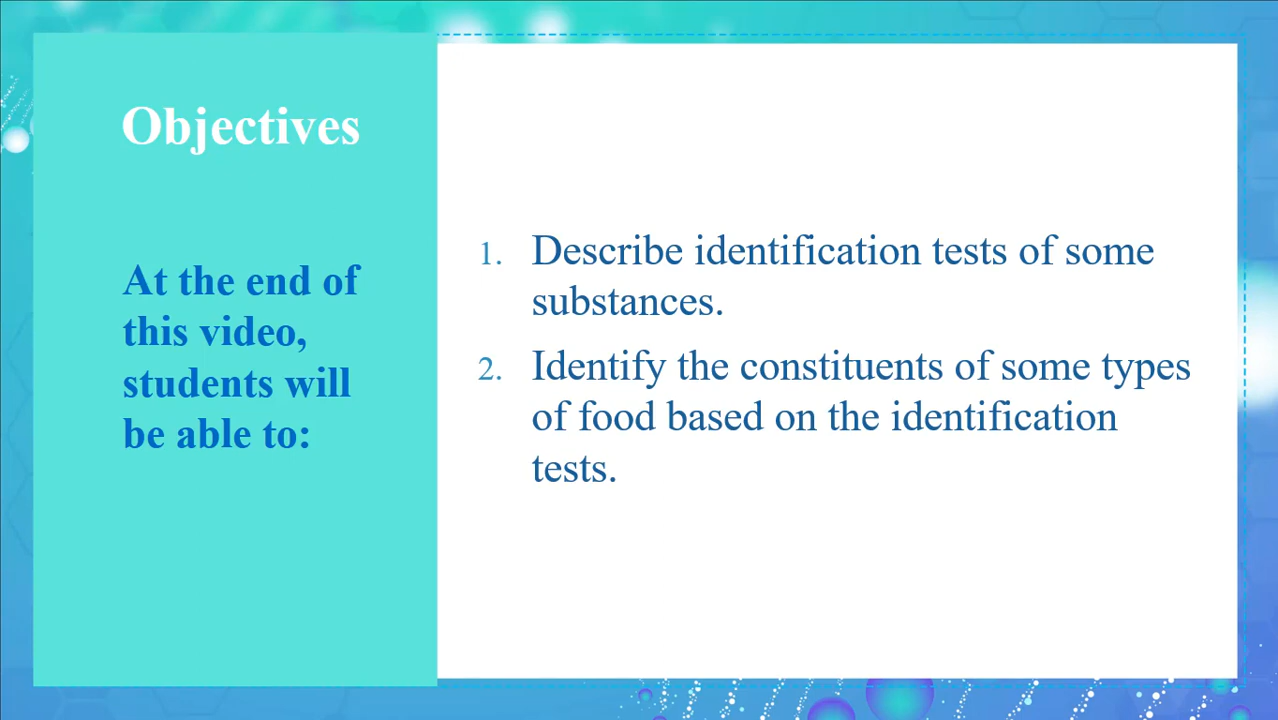 Objectives
At the end of
this video,
students will
be able to:
1. Describe identification tests of some
substances.
2. Identify the constituents of some types
of food based on the identification
tests.